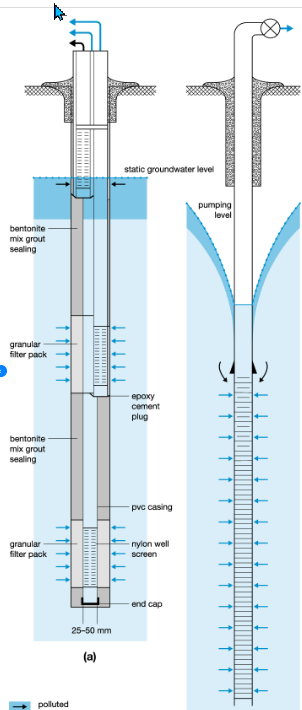 static groundwater level
pumping
level
bentonite
mix grout
sealing
granular
filter pack
epoxy
cement
plug
bentonite
mix grout
sealing
pvc casing
granular
filter pack
nylon well
screen
end cap
25–50 mm
(a)
polluted